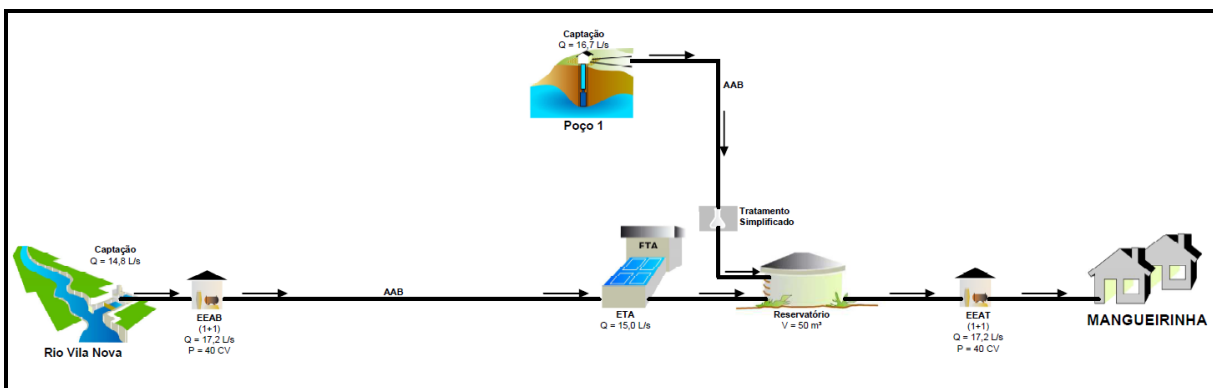 Captação
Q = 16,7 L/s
Poço 1
AAB
Tratamento
Simplificado
Captação
Q = 14,8 L/s
Rio Vila Nova
EEAB
(1+1)
Q = 17,2 L/s
P = 40 CV
AAB
ETA
ETA
Q = 15,0 L/s
Reservatório
V = 50 m³
EEAT
(1+1)
Q = 17,2 L/s
P = 40 CV
MANGUEIRINHA